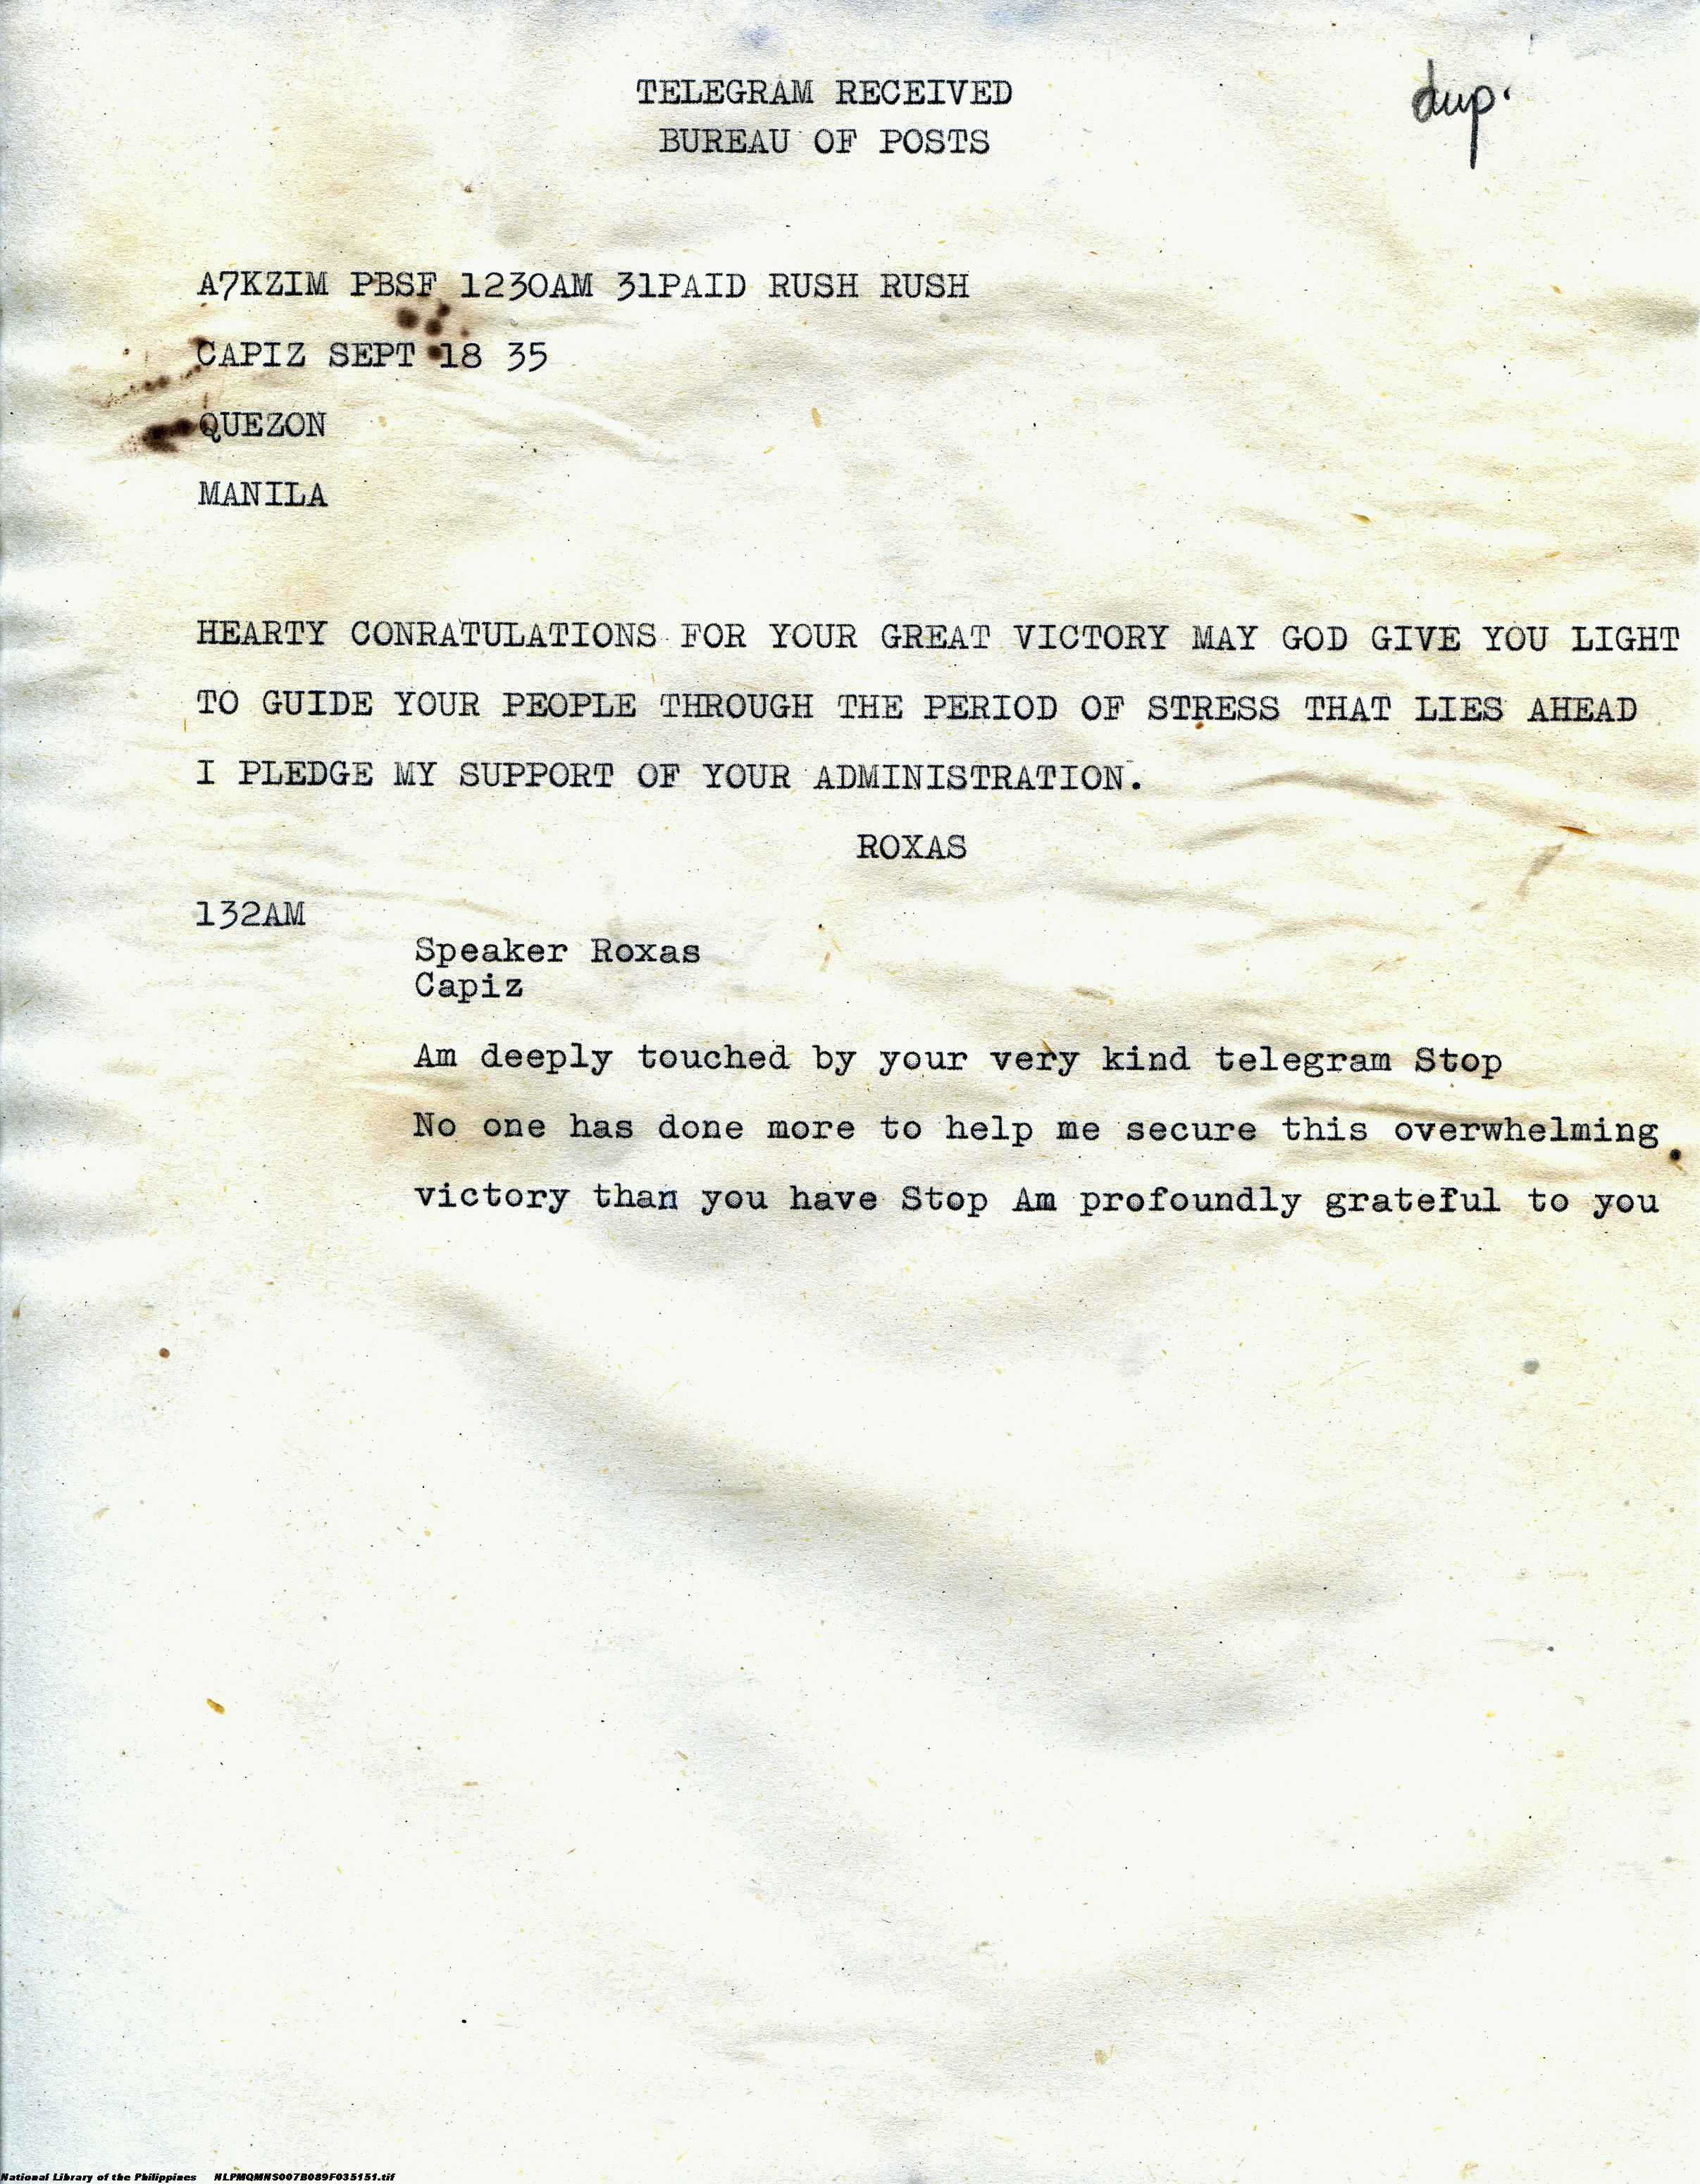 TELEGRAM RECEIVED
BUREAU OF POSTS
dup.
A7KZIM PBSF 1230AM 31PAID RUSH RUSH
CAPIZ SEPT 18 35
QUEZON
MANILA
HEARTY CONRATULATIONS FOR YOUR GREAT VICTORY MAY GOD GIVE YOU LIGHT
TO GUIDE YOUR PEOPLE THROUGH THE PERIOD OF STRESS THAT LIES AHEAD
I PLEDGE MY SUPPORT OF YOUR ADMINISTRATION.
ROXAS
132AM
Speaker Roxas
Capiz
Am deeply touched by your very kind telegram Stop
No one has done more to help me secure this overwhelming
victory than you have Stop Am profoundly grateful to you
National Library of the Philippines NLPMQMNS007B089F035151.tif